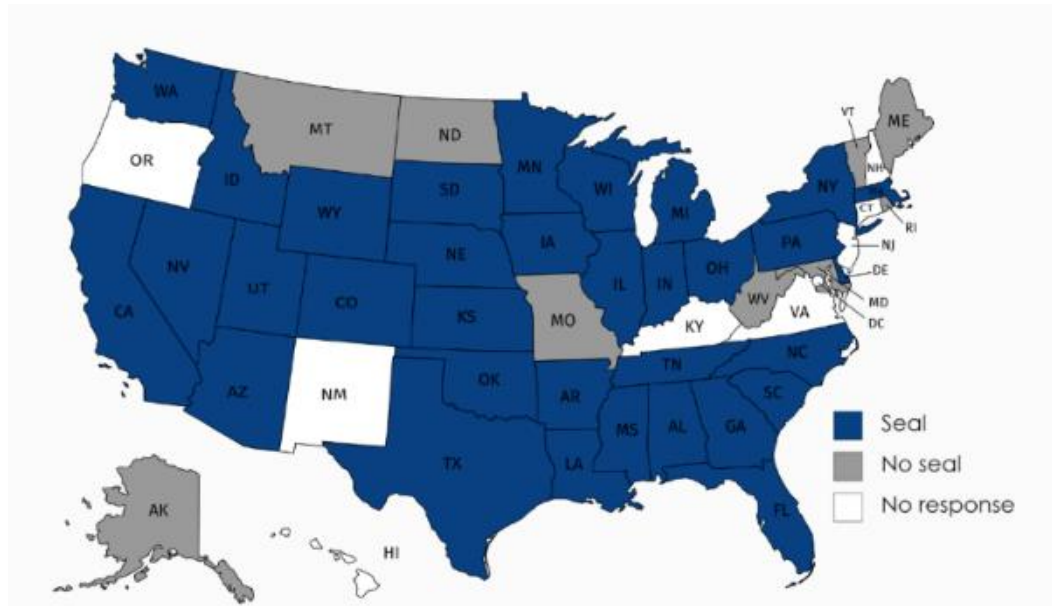 WA
MT
ND
MN
VT
ME
OR
ID
SD
WI
NY
NH
MA
WY
MI
CT
RI
IA
PA
NJ
NE
NV
OH
DE
UT
IL
IN
CO
WV
MD
CA
VA
KS
MO
KY
DC
NC
TN
OK
AZ
NM
AR
SC
MS
AL
GA
Seal
TX
LA
No seal
No response
FL
AK
HI